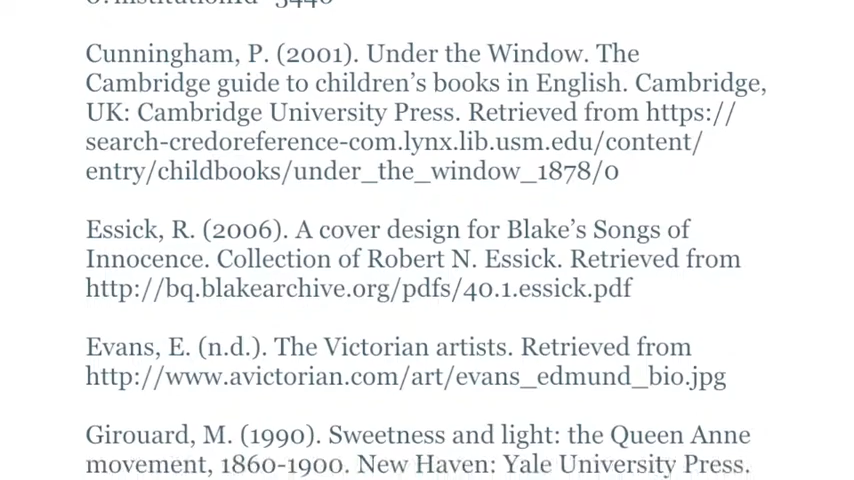 Cunningham, P. (2001). Under the Window. The
Cambridge guide to children's books in English. Cambridge,
UK: Cambridge University Press. Retrieved from https://
search-credoreference-com.lynx.lib.usm.edu/content/
entry/childbooks/under_the_window_1878/0
Essick, R. (2006). A cover design for Blake's Songs of
Innocence. Collection of Robert N. Essick. Retrieved from
http://bq.blakearchive.org/pdfs/40.1.essick.pdf
Evans, E. (n.d.). The Victorian artists. Retrieved from
http://www.avictorian.com/art/evans_edmund_bio.jpg
Girouard, M. (1990). Sweetness and light: the Queen Anne
movement, 1860-1900. New Haven: Yale University Press.